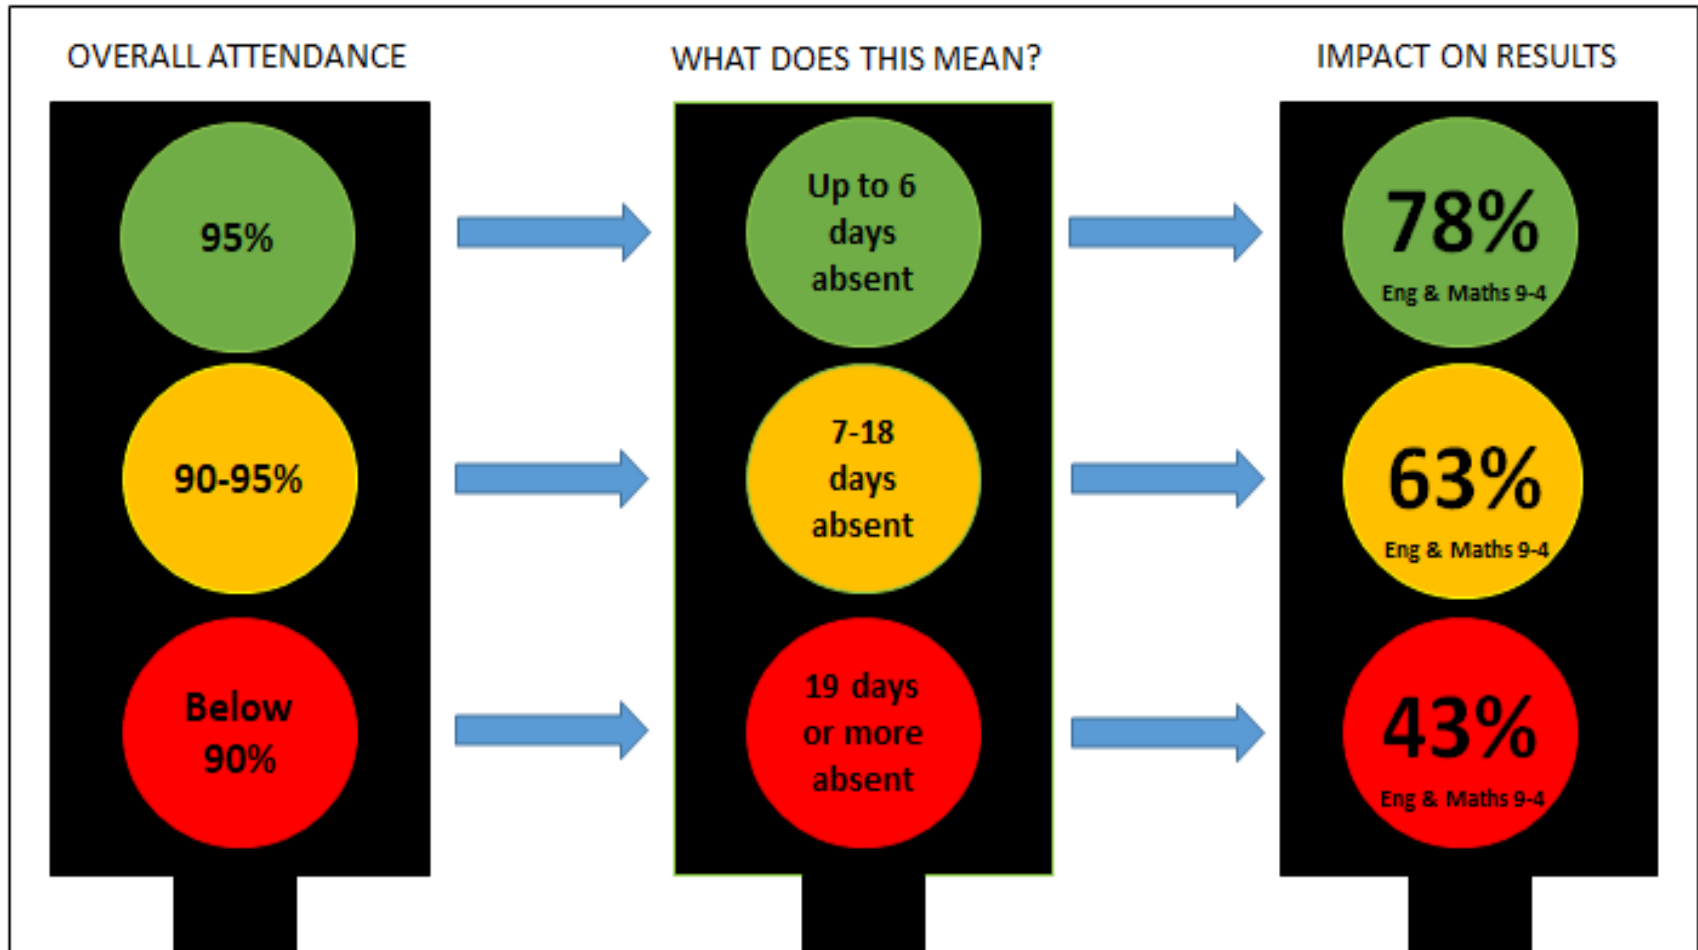 OVERALL ATTENDANCE
WHAT DOES THIS MEAN?
IMPACT ON RESULTS
95%
Up to 6
days
absent
78%
Eng & Maths 9-4
90-95%
7-18
days
absent
63%
Eng & Maths 9-4
Below
90%
19 days
or more
absent
43%
Eng & Maths 9-4